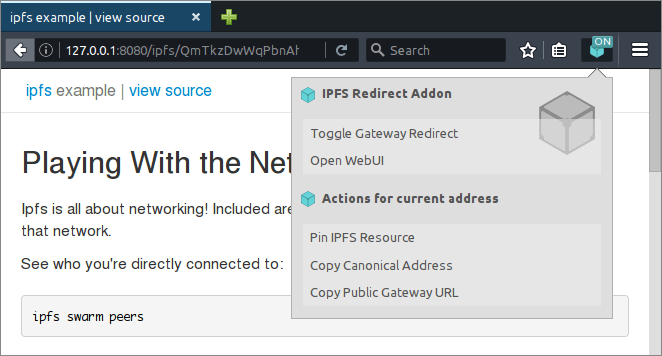 ipfs example | view source
127.0.0.1:8080/ipfs/QmTkzDwWqPbnAh
Search
ON
ipfs example | view source
IPFS Redirect Addon
Toggle Gateway Redirect
Open WebUI
Actions for current address
Pin IPFS Resource
Copy Canonical Address
Copy Public Gateway URL
Playing With the Net
Ipfs is all about networking! Included are
that network.
See who you're directly connected to:
ipfs swarm peers